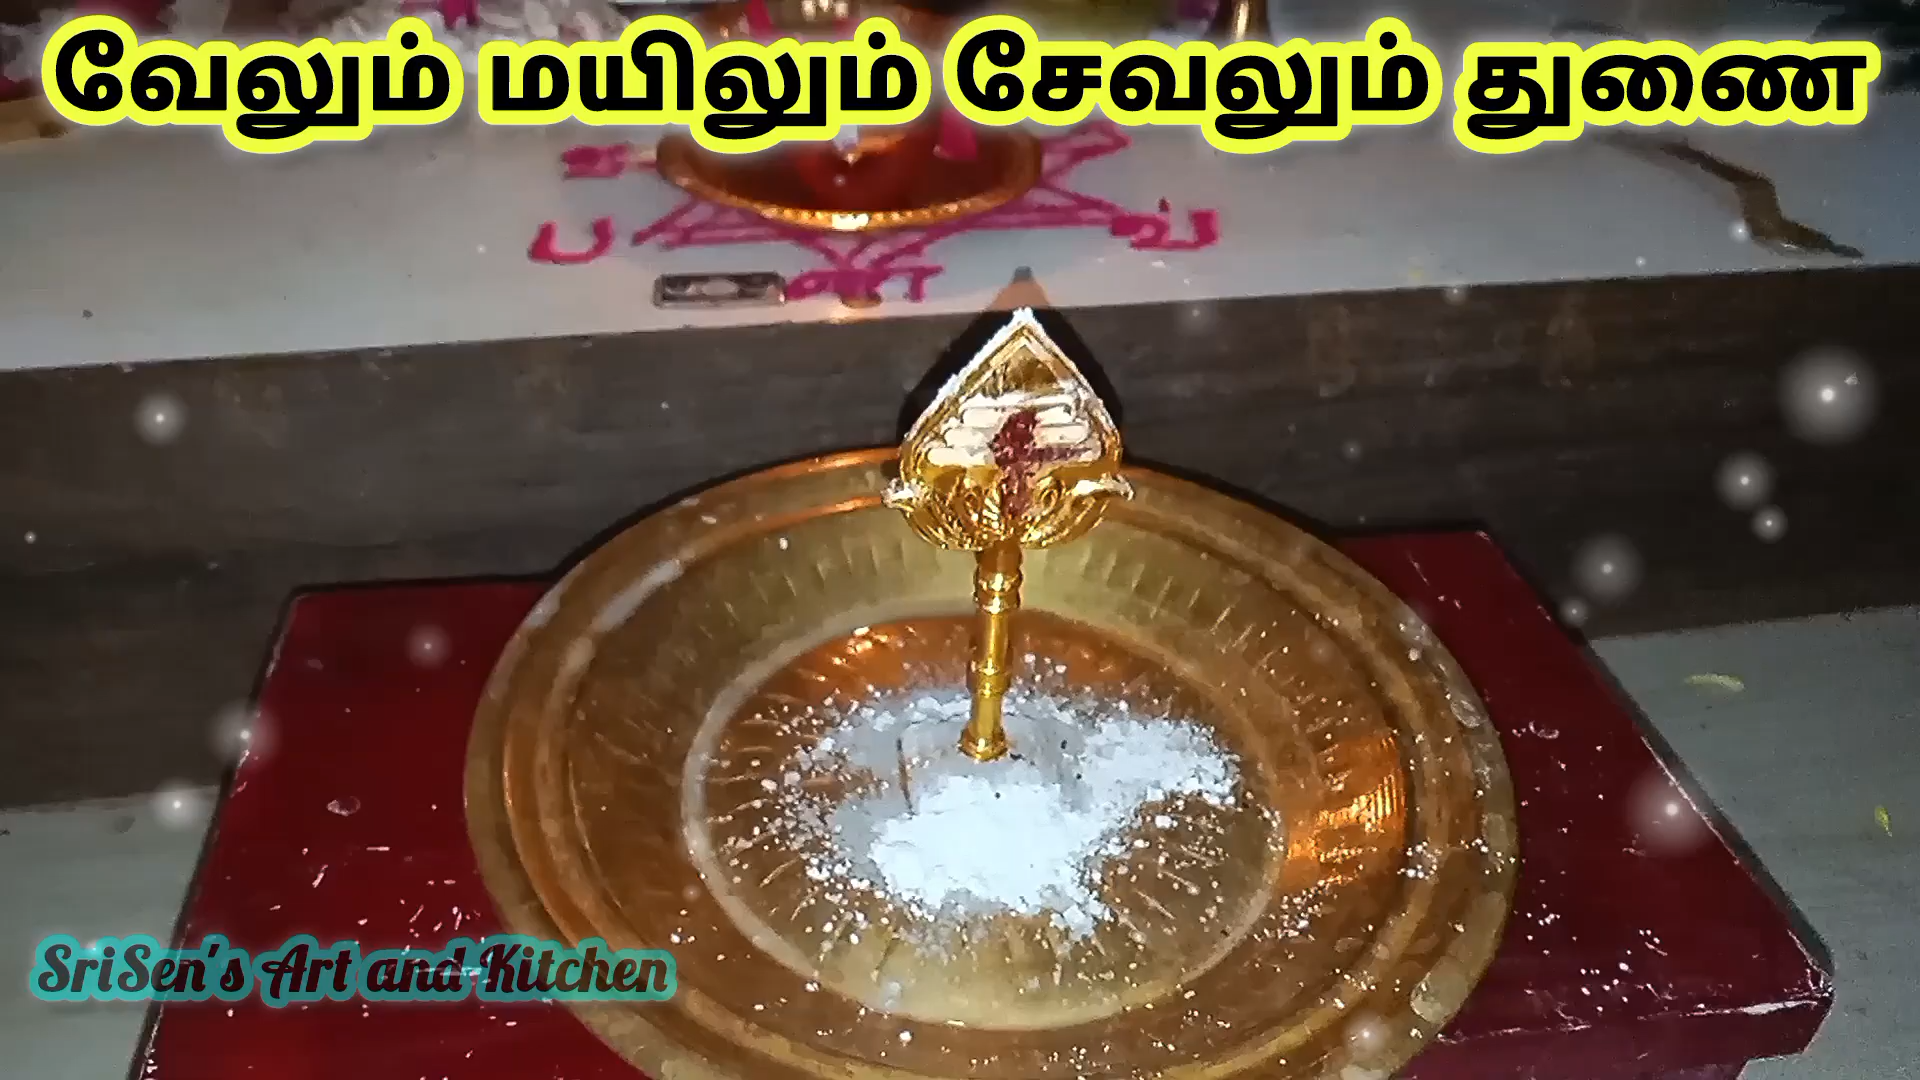 வேலும் மயிலும் சேவலும் துணை
ப
வ
SriSen's Art and Kitchen